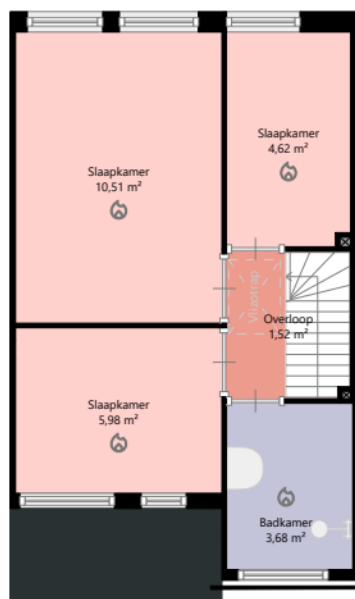 Slaapkamer
4,62 m²
Slaapkamer
10,51 m²
Vlizotrap
Overloop
1,52 m²
Slaapkamer
5,98 m²
Badkamer
3,68 m²